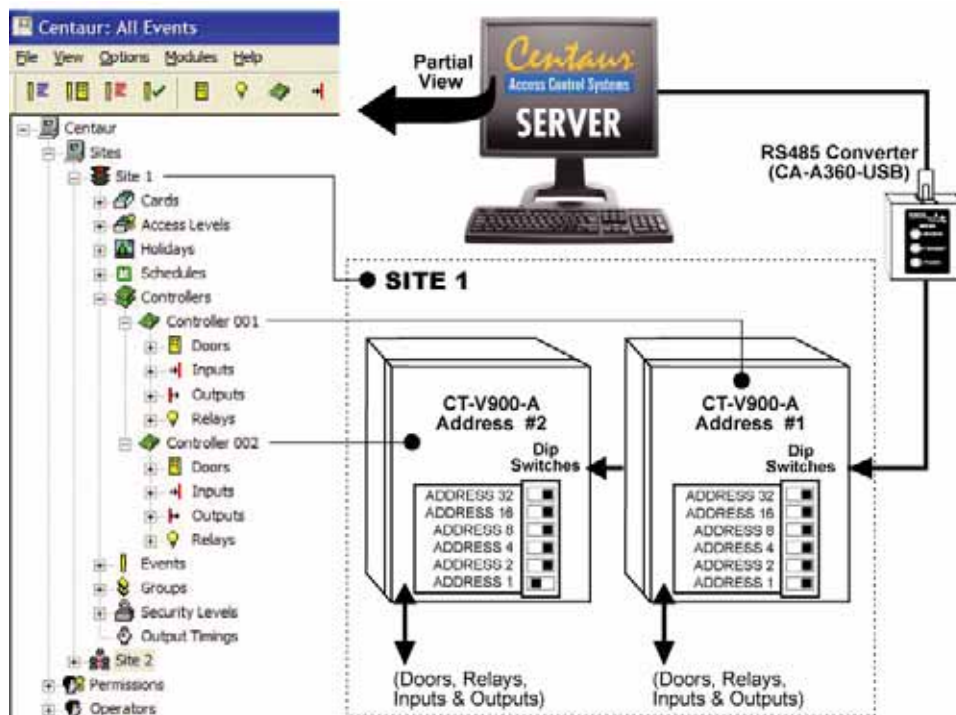 Centaur: All Events
File View Options Modules Help
Centaur
Sites
Site 1
Cards
Access Levels
Holidays
Schedules
Controllers
Controller 001
Doors
Inputs
Outputs
Relays
Controller 002
Doors
Inputs
Outputs
Relays
Events
Groups
Security Levels
Output Timings
Site 2
Permissions
Operators
Partial
View
Centaur
Access Control Systems
SERVER
RS485 Converter
(CA-A360-USB)
SITE 1
CT-V900-A
Address #2
Dip
Switches
ADDRESS 32
ADDRESS 16
ADDRESS 8
ADDRESS 4
ADDRESS 2
ADDRESS 1
(Doors, Relays,
Inputs & Outputs)
CT-V900-A
Address #1
Dip
Switches
ADDRESS 32
ADDRESS 16
ADDRESS 8
ADDRESS 4
ADDRESS 2
ADDRESS 1
(Doors, Relays,
Inputs & Outputs)